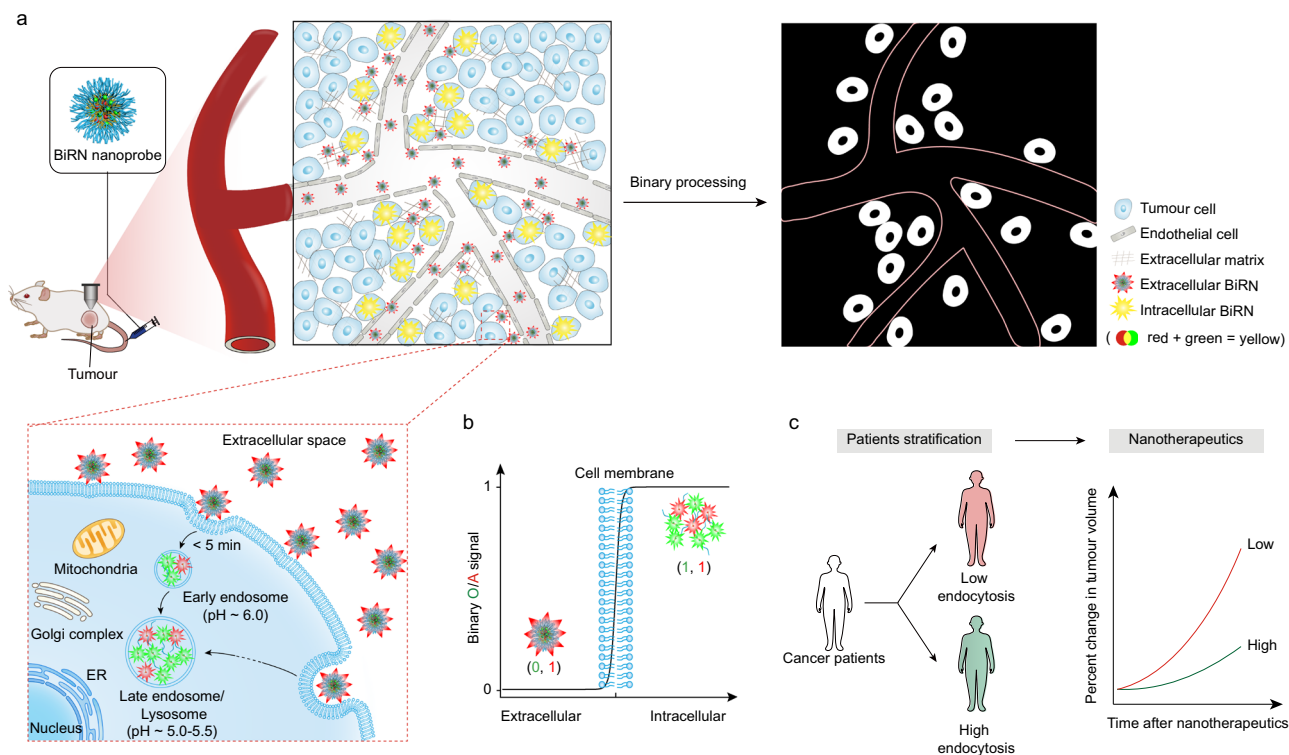 a
BiRN nanoprobe
Tumour
Binary processing
Tumour cell
Endothelial cell
Extracellular matrix
Extracellular BiRN
Intracellular BiRN
( red + green = yellow)
Extracellular space
< 5 min
Mitochondria
Early endosome
(pH ~ 6.0)
Golgi complex
ER
Late endosome/
Lysosome
(pH ~ 5.0-5.5)
Nucleus
b
Cell membrane
1
Binary O/A signal
(1, 1)
(0, 1)
0
Extracellular
Intracellular
c
Patients stratification
Nanotherapeutics
Cancer patients
Low
endocytosis
High
endocytosis
Percent change in tumour volume
Low
High
Time after nanotherapeutics